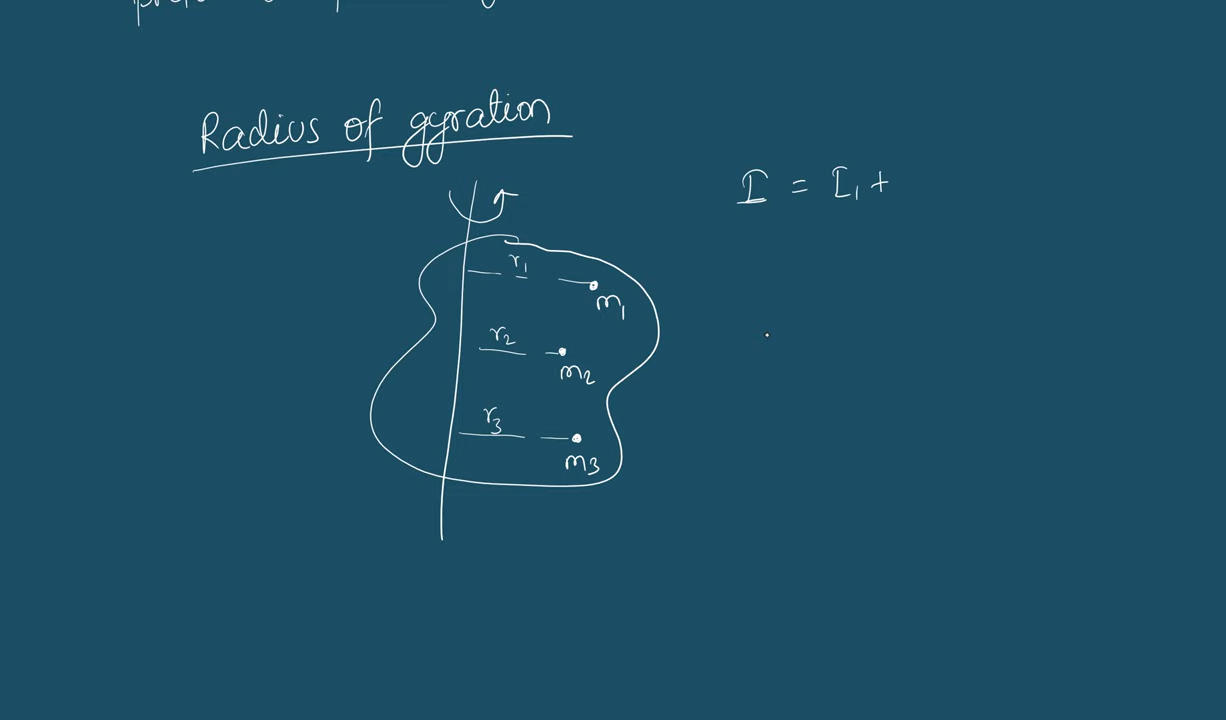 Radius of gyration
I = I₁ +
r₁
m₁
r₂
m₂
r₃
m₃